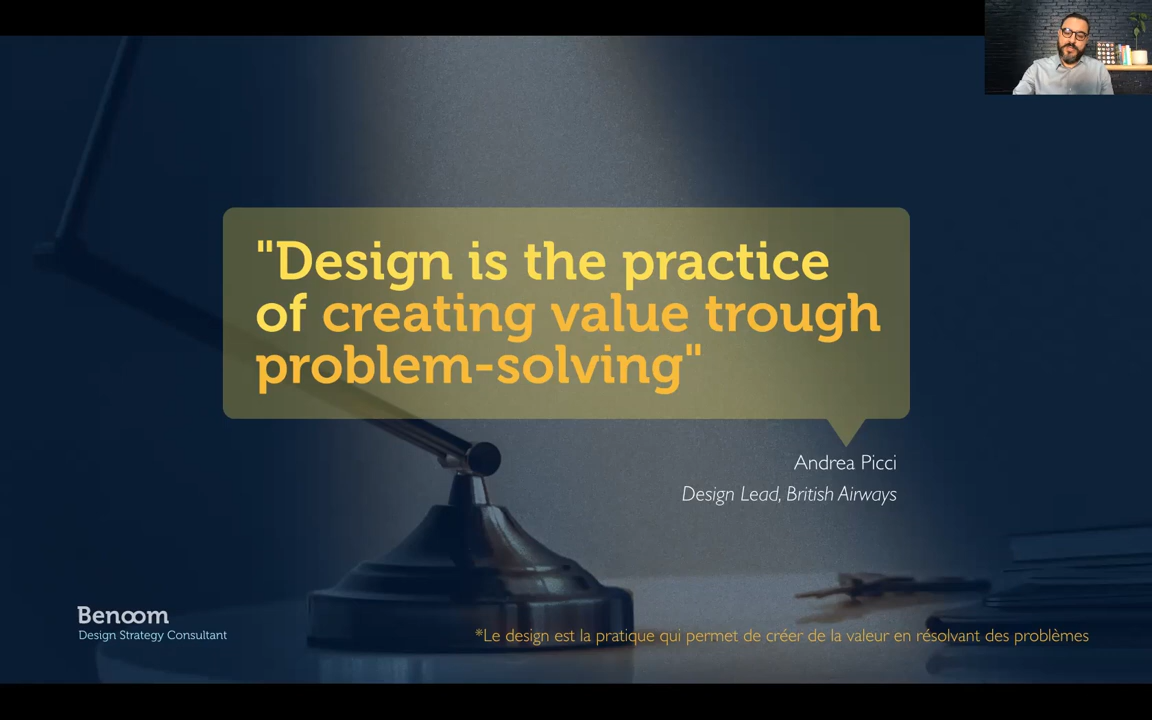 "Design is the practice
of creating value trough
problem-solving"
Andrea Picci
Design Lead, British Airways
Benoom
Design Strategy Consultant
*Le design est la pratique qui permet de créer de la valeur en résolvant des problèmes